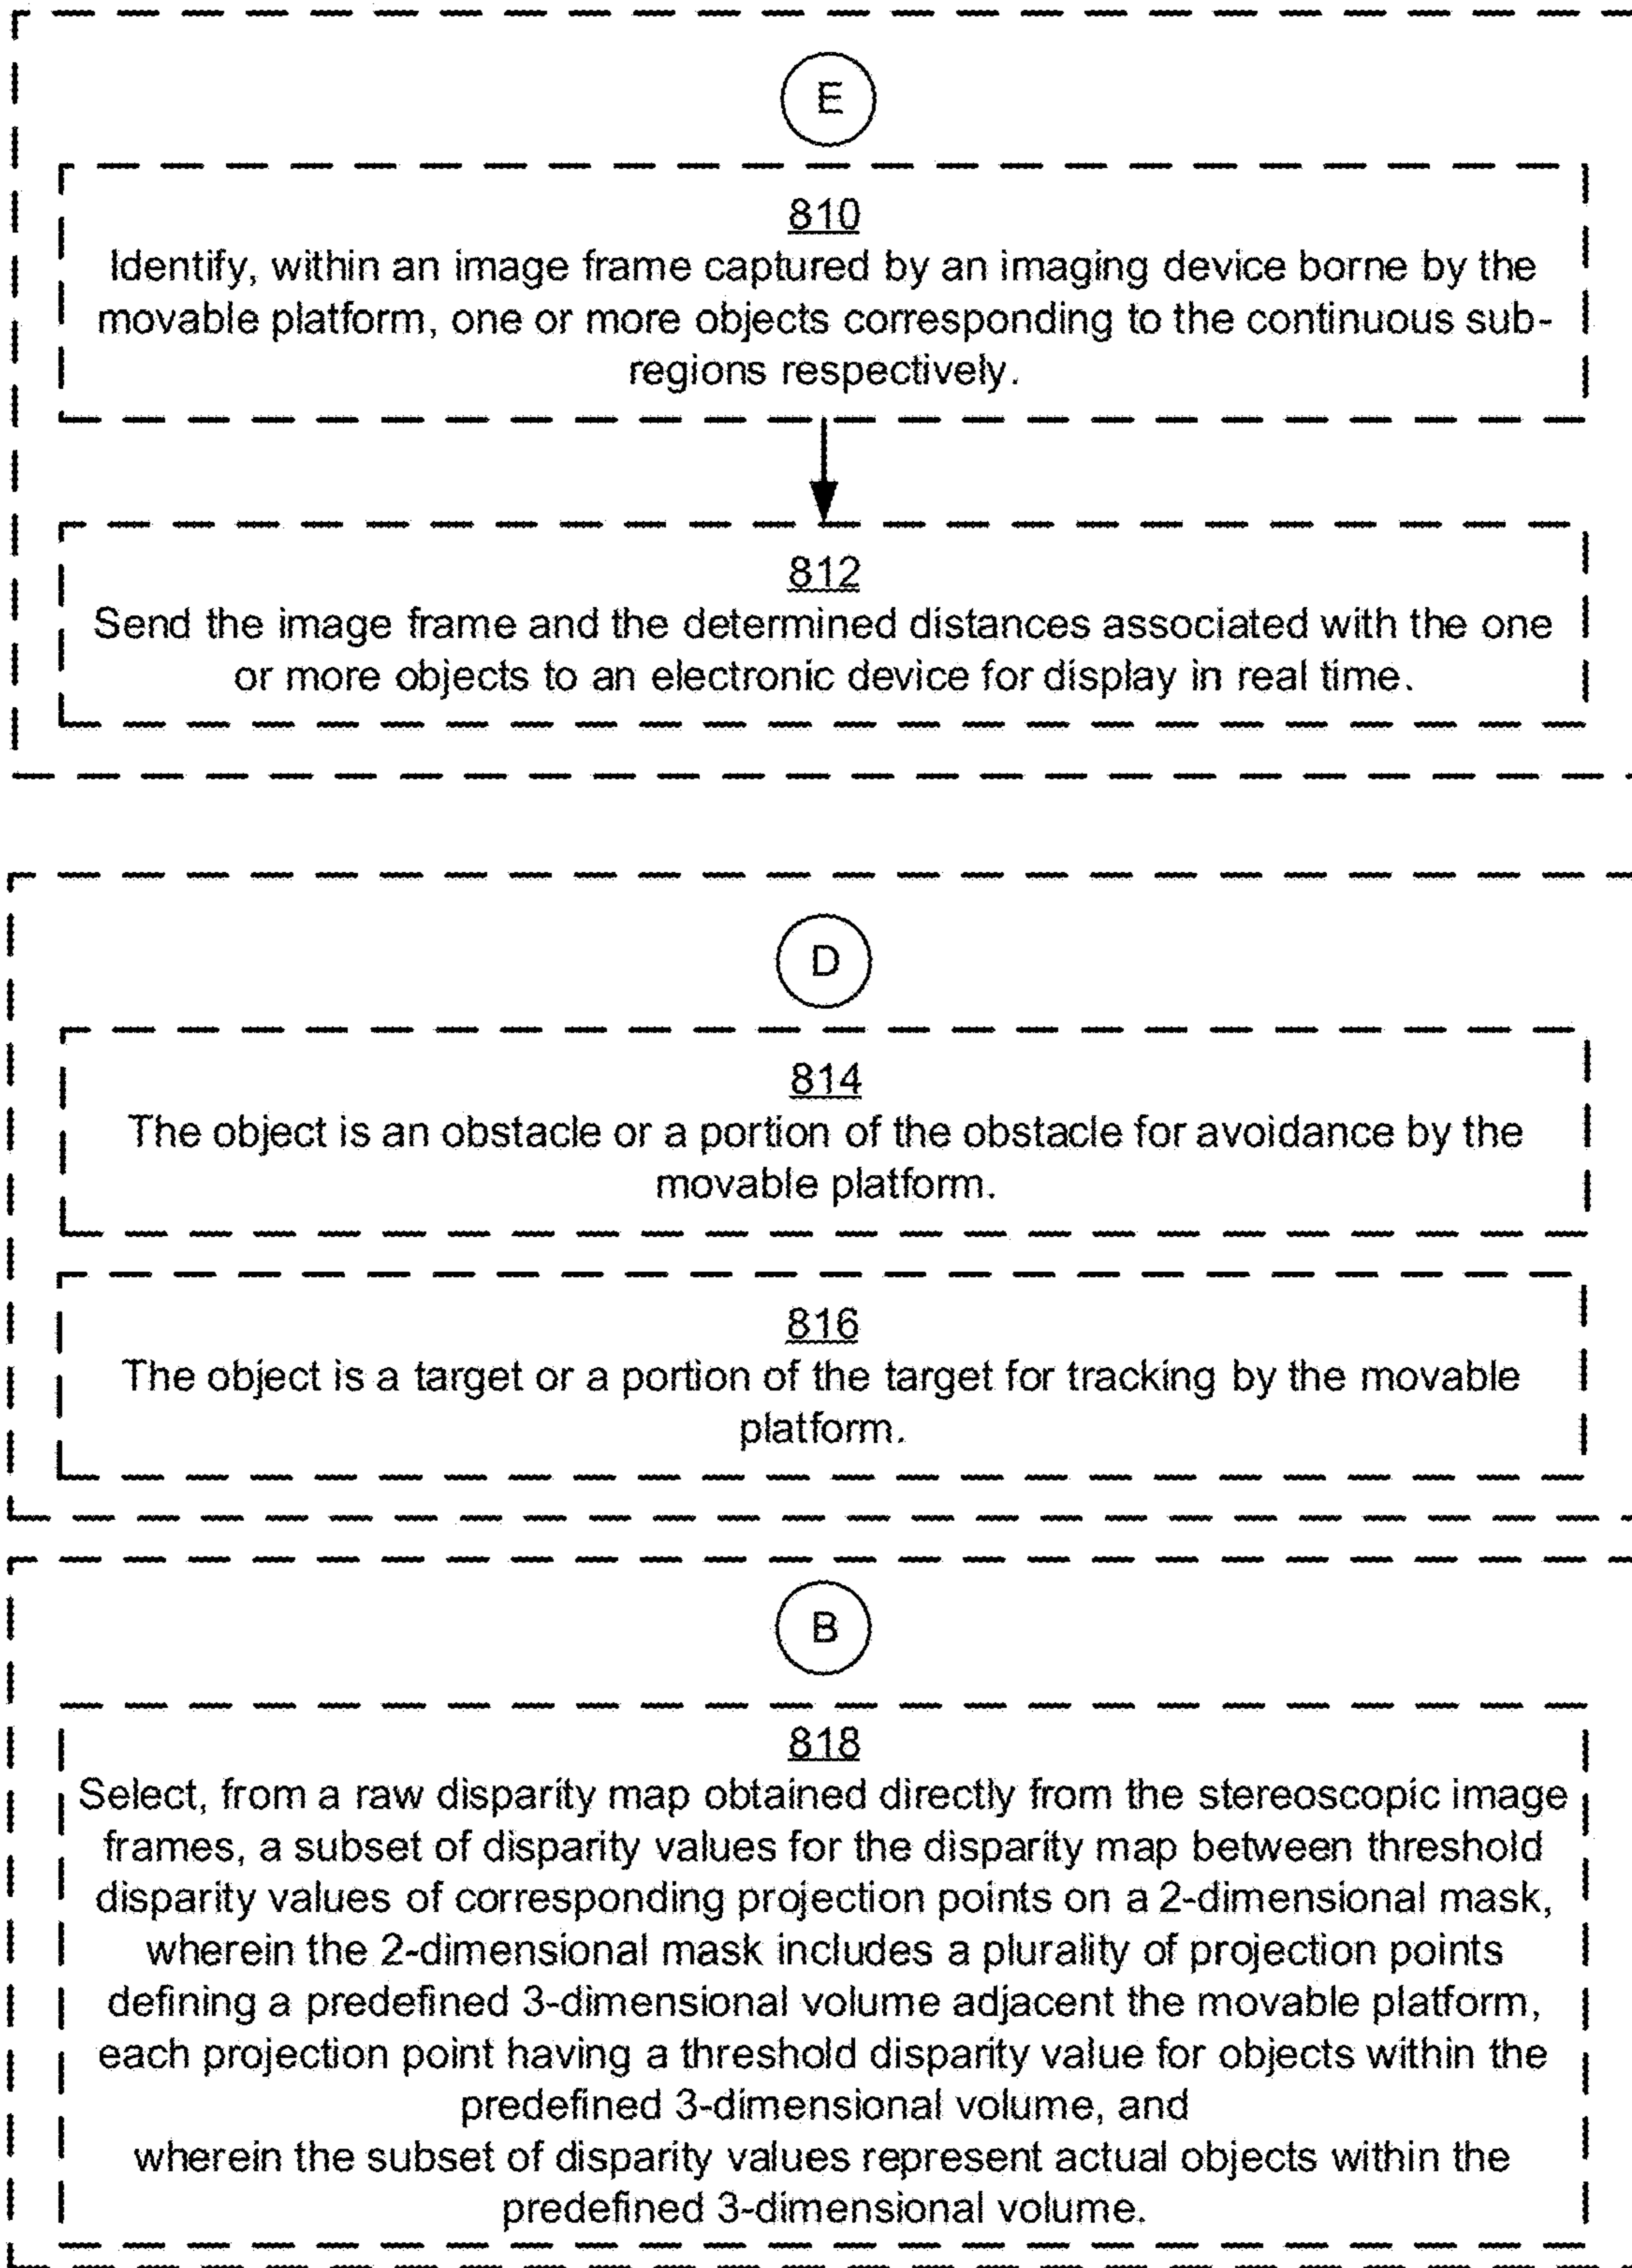 E
810
Identify, within an image frame captured by an imaging device borne by the
movable platform, one or more objects corresponding to the continuous sub-
regions respectively.
812
Send the image frame and the determined distances associated with the one
or more objects to an electronic device for display in real time.
D
814
The object is an obstacle or a portion of the obstacle for avoidance by the
movable platform.
816
The object is a target or a portion of the target for tracking by the movable
platform.
B
818
Select, from a raw disparity map obtained directly from the stereoscopic image
frames, a subset of disparity values for the disparity map between threshold
disparity values of corresponding projection points on a 2-dimensional mask,
wherein the 2-dimensional mask includes a plurality of projection points
defining a predefined 3-dimensional volume adjacent the movable platform,
each projection point having a threshold disparity value for objects within the
predefined 3-dimensional volume, and
wherein the subset of disparity values represent actual objects within the
predefined 3-dimensional volume.